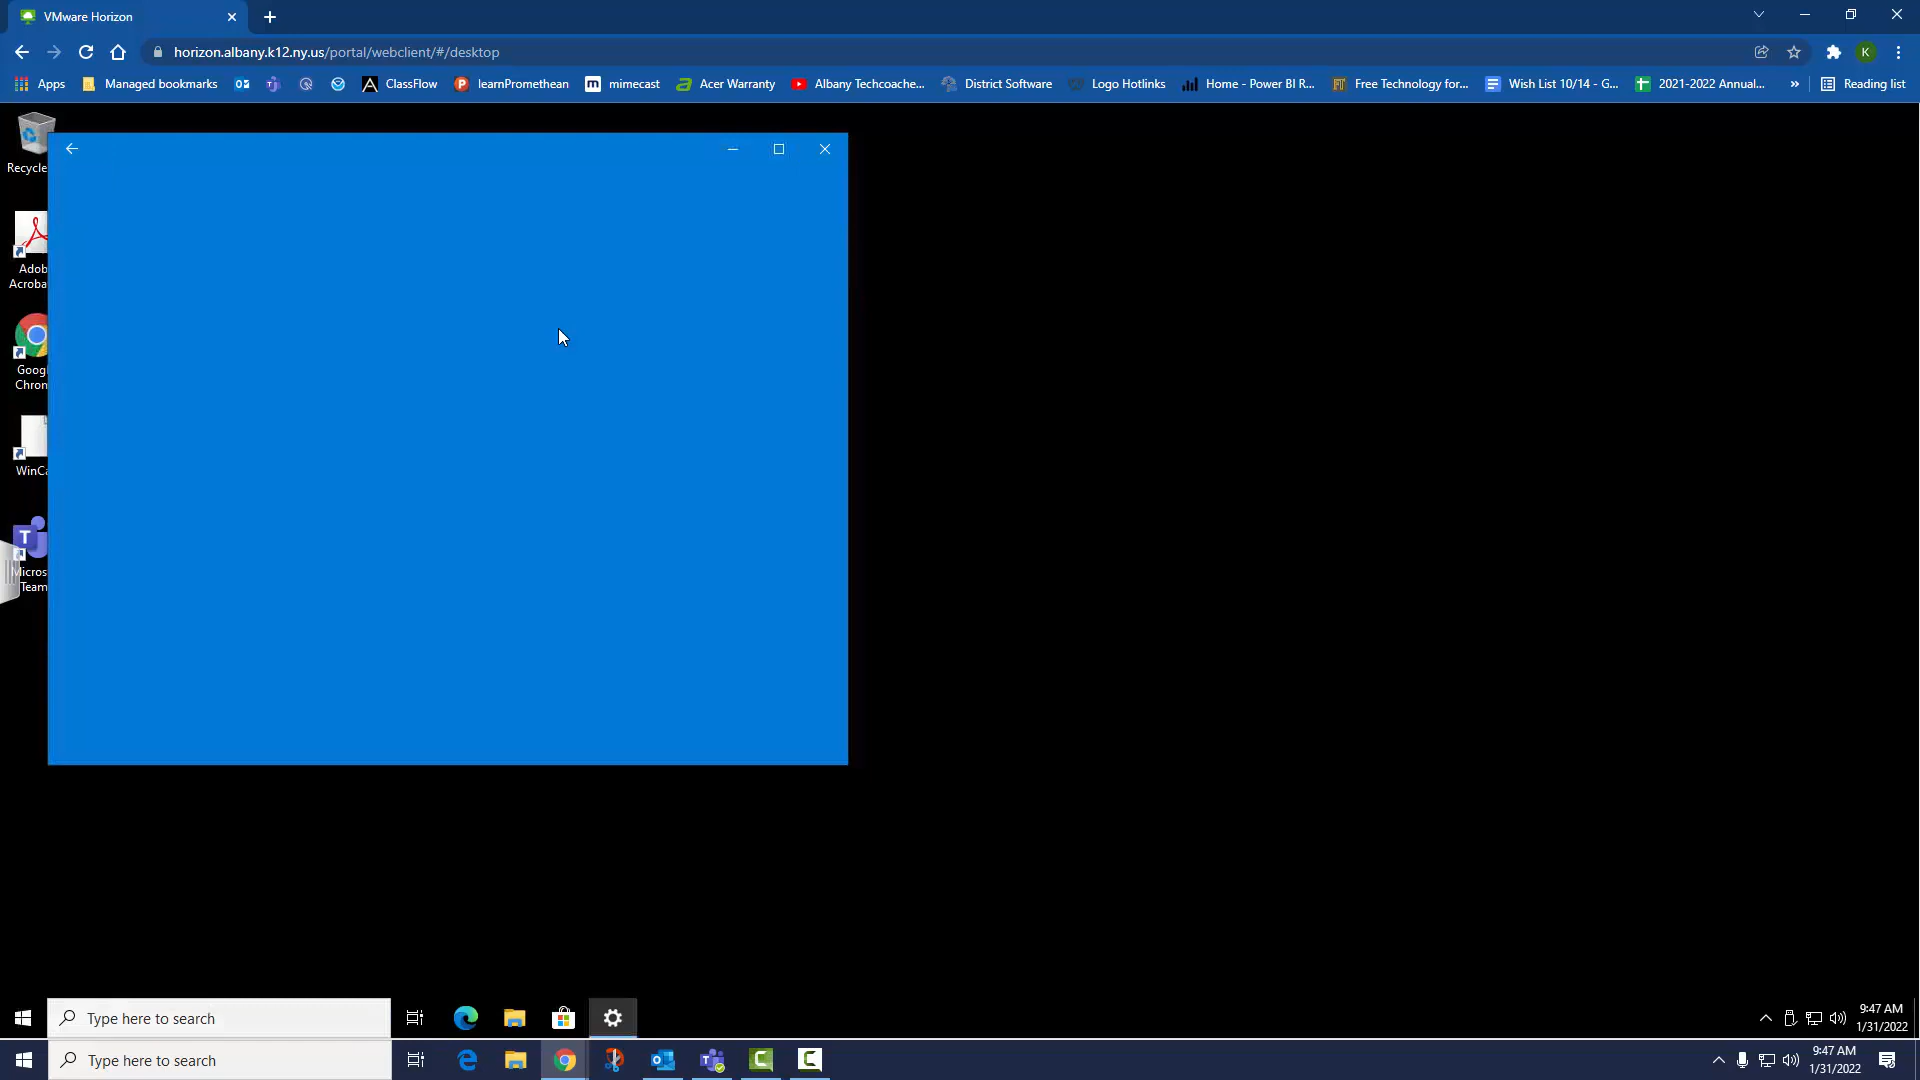 VMware Horizon
horizon.albany.k12.ny.us/portal/webclient/#/desktop
Apps Managed bookmarks ClassFlow learnPromethean mimecast Acer Warranty Albany Techcoache... District Software Logo Hotlinks Home - Power BI R... Free Technology for... Wish List 10/14 - G... 2021-2022 Annual... » Reading list
K
Recycle
Adob
Acroba
Googl
Chron
WinCa
Micros
Team
Type here to search
9:47 AM
1/31/2022
Type here to search
9:47 AM
1/31/2022